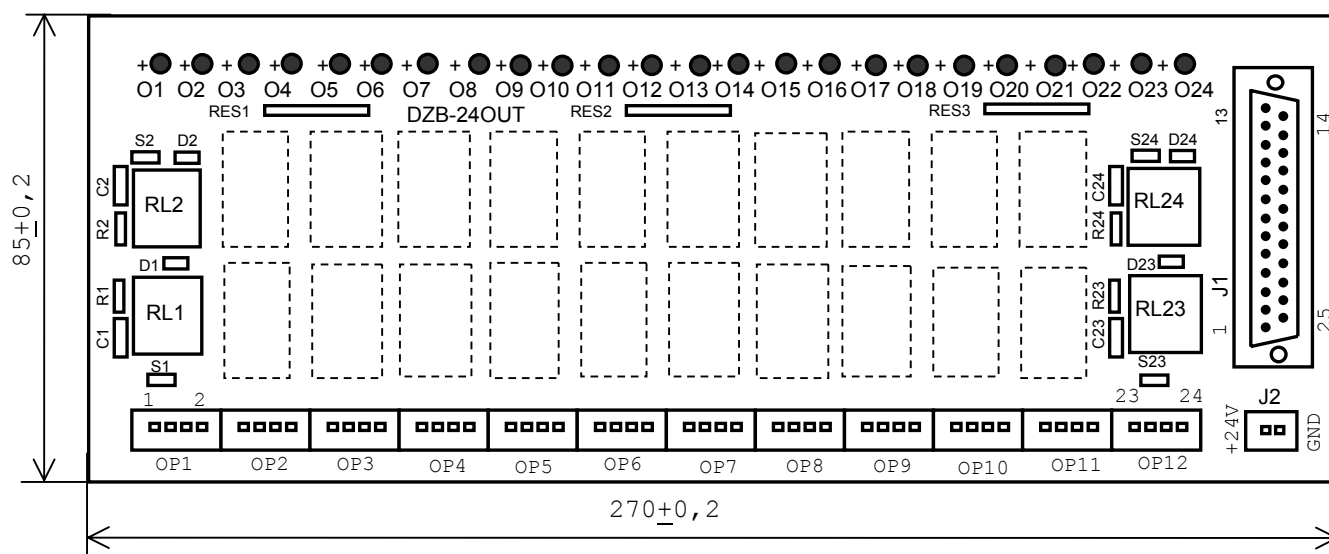 + + + + + + + + + + + + + + + + + + + + + + + +
O1 O2 O3 O4 O5 O6 O7 O8 O9 O10 O11 O12 O13 O14 O15 O16 O17 O18 O19 O20 O21 O22 O23 O24
RES1 DZB-24OUT RES2 RES3
13 14
S2 D2 S24 D24
C2 RL2 C24 RL24
R2 R24
85±0,2
D1 D23
R1 RL1 R23 RL23 J1
C1 C23 1 25
S1 S23
1 2 23 24 J2
+24V GND
OP1 OP2 OP3 OP4 OP5 OP6 OP7 OP8 OP9 OP10 OP11 OP12
270±0,2